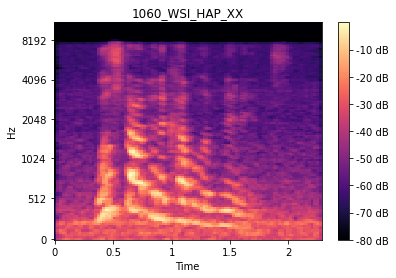 1060_WSI_HAP_XX
Hz
8192
4096
2048
1024
512
0
0
0.5
1
1.5
2
Time
-10 dB
-20 dB
-30 dB
-40 dB
-50 dB
-60 dB
-70 dB
-80 dB